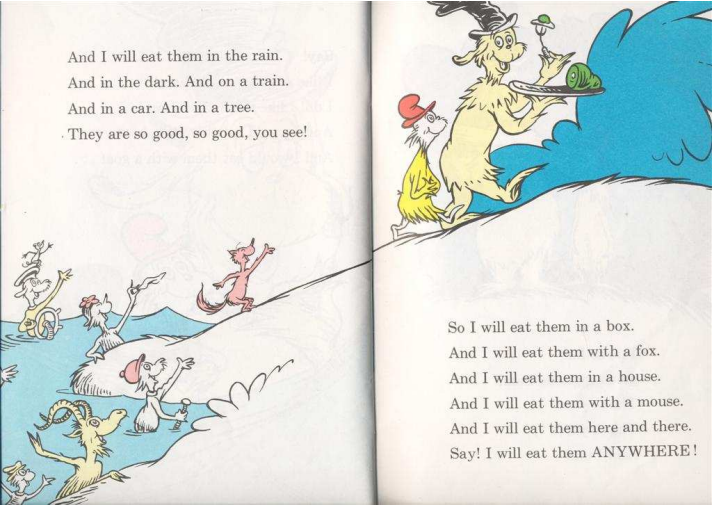 And I will eat them in the rain.
And in the dark. And on a train.
And in a car. And in a tree.
They are so good, so good, you see!
So I will eat them in a box.
And I will eat them with a fox.
And I will eat them in a house.
And I will eat them with a mouse.
And I will eat them here and there.
Say! I will eat them ANYWHERE!